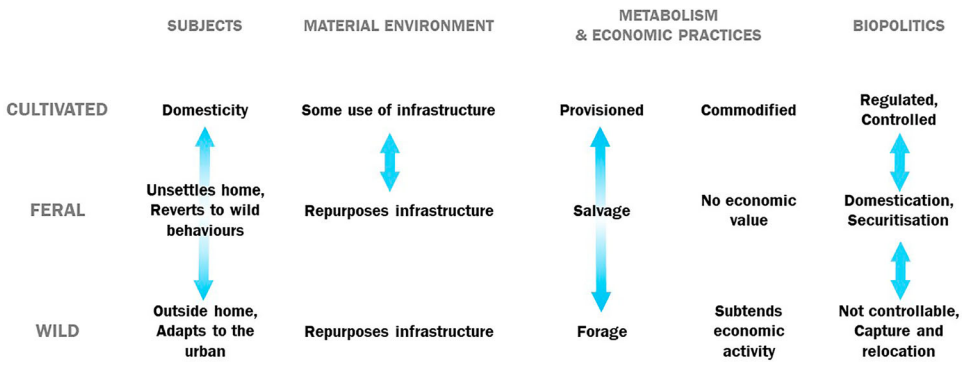 SUBJECTS
MATERIAL ENVIRONMENT
METABOLISM
& ECONOMIC PRACTICES
BIOPOLITICS
CULTIVATED
Domesticity
Some use of infrastructure
Provisioned
Commodified
Regulated,
Controlled
FERAL
Unsettles home,
Reverts to wild
behaviours
Repurposes infrastructure
Salvage
No economic
value
Domestication,
Securitisation
WILD
Outside home,
Adapts to the
urban
Repurposes infrastructure
Forage
Subtends
economic
activity
Not controllable,
Capture and
relocation